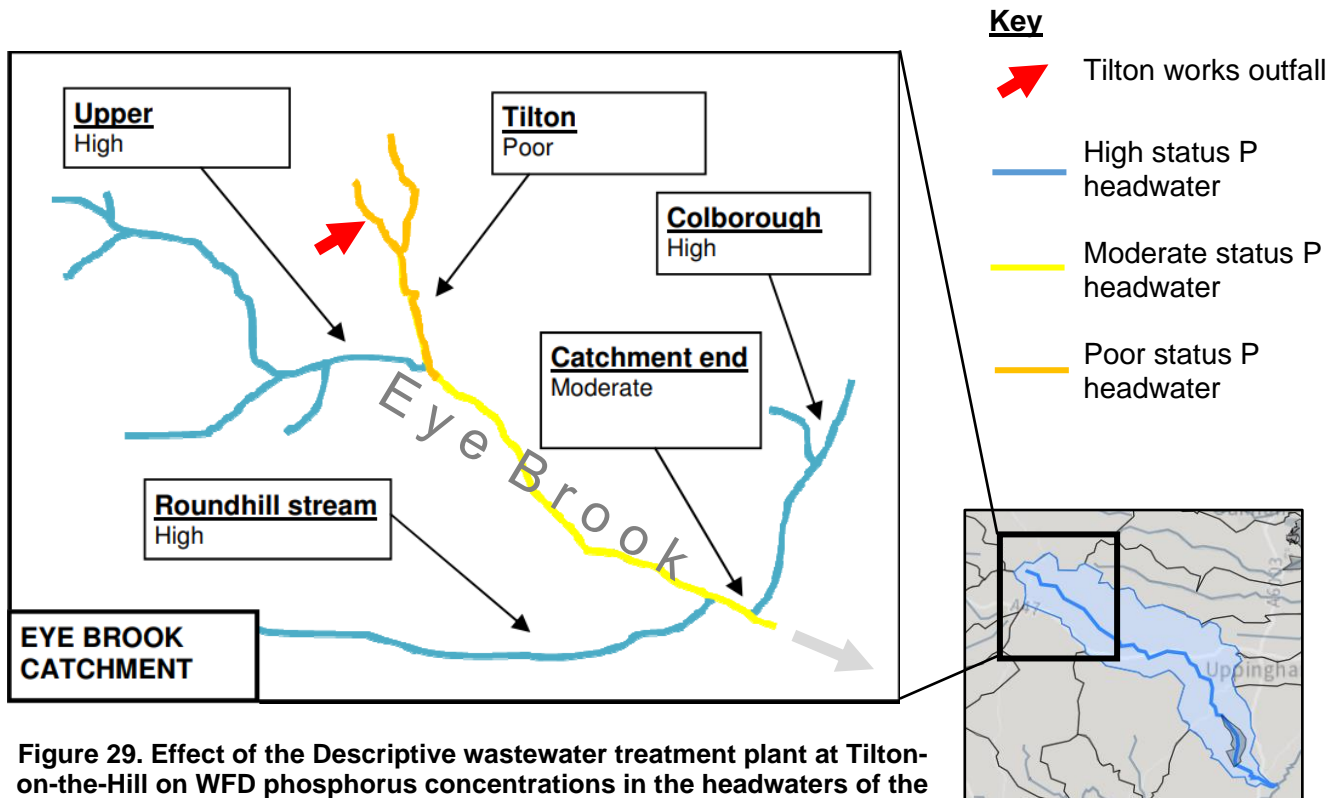 Key
Tilton works outfall
High status P
headwater
Moderate status P
headwater
Poor status P
headwater
Upper
High
Tilton
Poor
Colborough
High
Catchment end
Moderate
Roundhill stream
High
Eye Brook
EYE BROOK
CATCHMENT
A47
Uppingha
Figure 29. Effect of the Descriptive wastewater treatment plant at Tilton-
on-the-Hill on WFD phosphorus concentrations in the headwaters of the